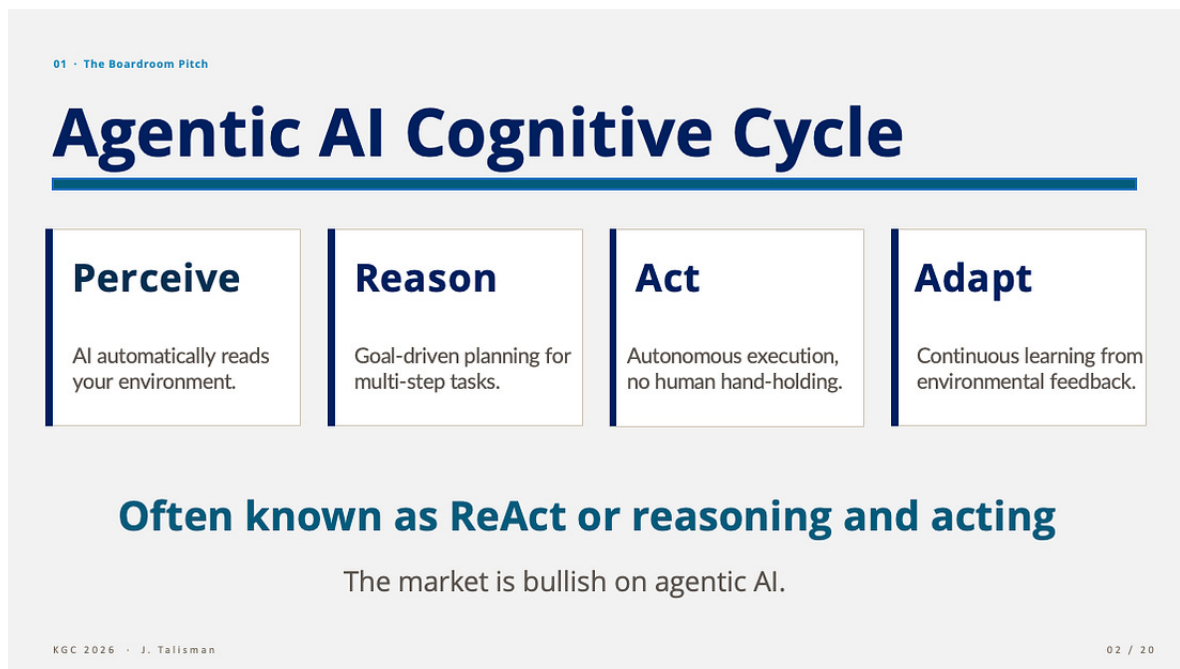 01 · The Boardroom Pitch
Agentic AI Cognitive Cycle
Perceive
AI automatically reads
your environment.
Reason
Goal-driven planning for
multi-step tasks.
Act
Autonomous execution,
no human hand-holding.
Adapt
Continuous learning from
environmental feedback.
Often known as ReAct or reasoning and acting
The market is bullish on agentic AI.
KGC 2026 · J. Talisman
02 / 20